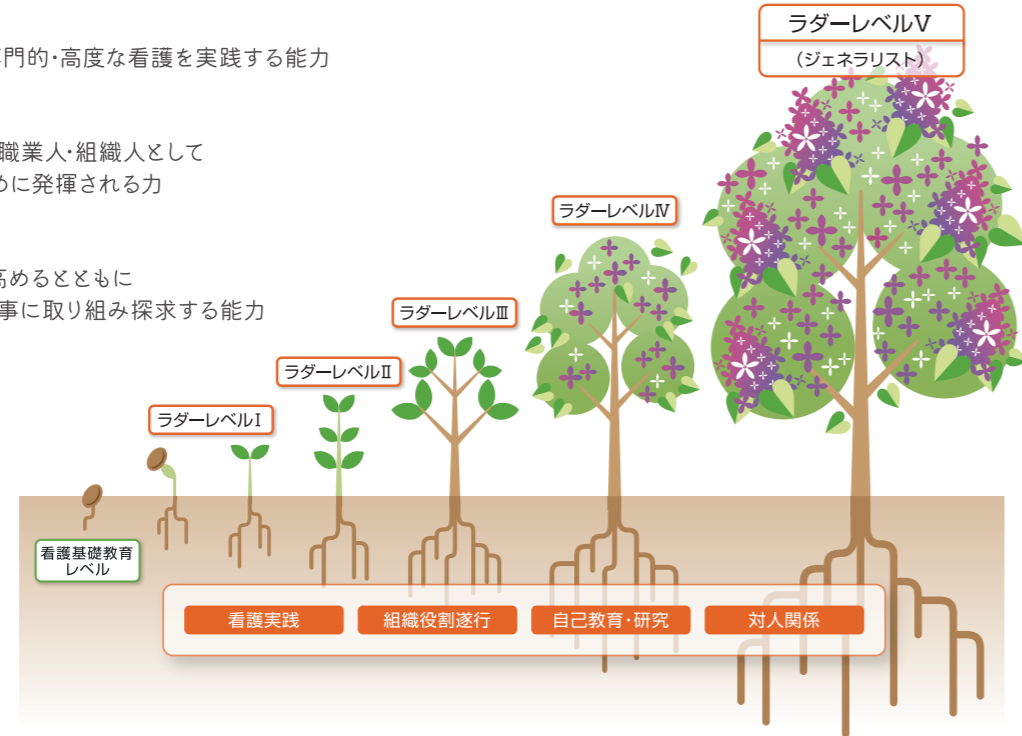 門的・高度な看護を実践する能力
職業人・組織人として
めに発揮される力
高めるとともに
事に取り組み探求する能力
ラダーレベルⅤ
（ジェネラリスト）
ラダーレベルⅣ
ラダーレベルⅢ
ラダーレベルⅡ
ラダーレベルⅠ
看護基礎教育
レベル
看護実践
組織役割遂行
自己教育・研究
対人関係